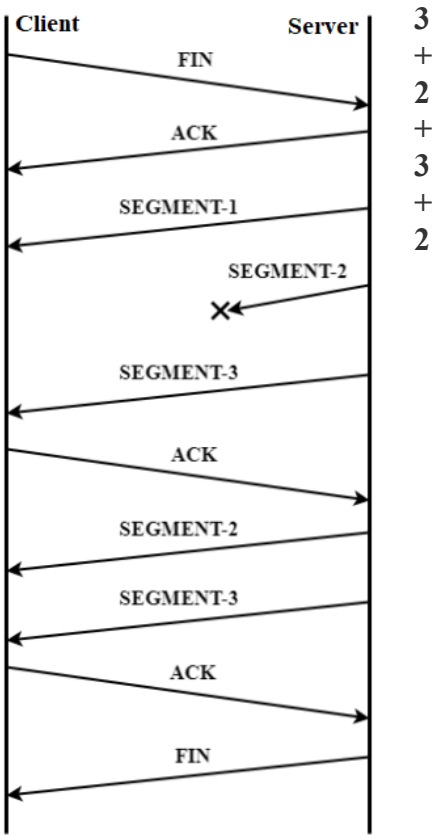 Client Server
FIN
ACK
SEGMENT-1
SEGMENT-2
SEGMENT-3
ACK
SEGMENT-2
SEGMENT-3
ACK
FIN
3
+
2
+
3
+
2